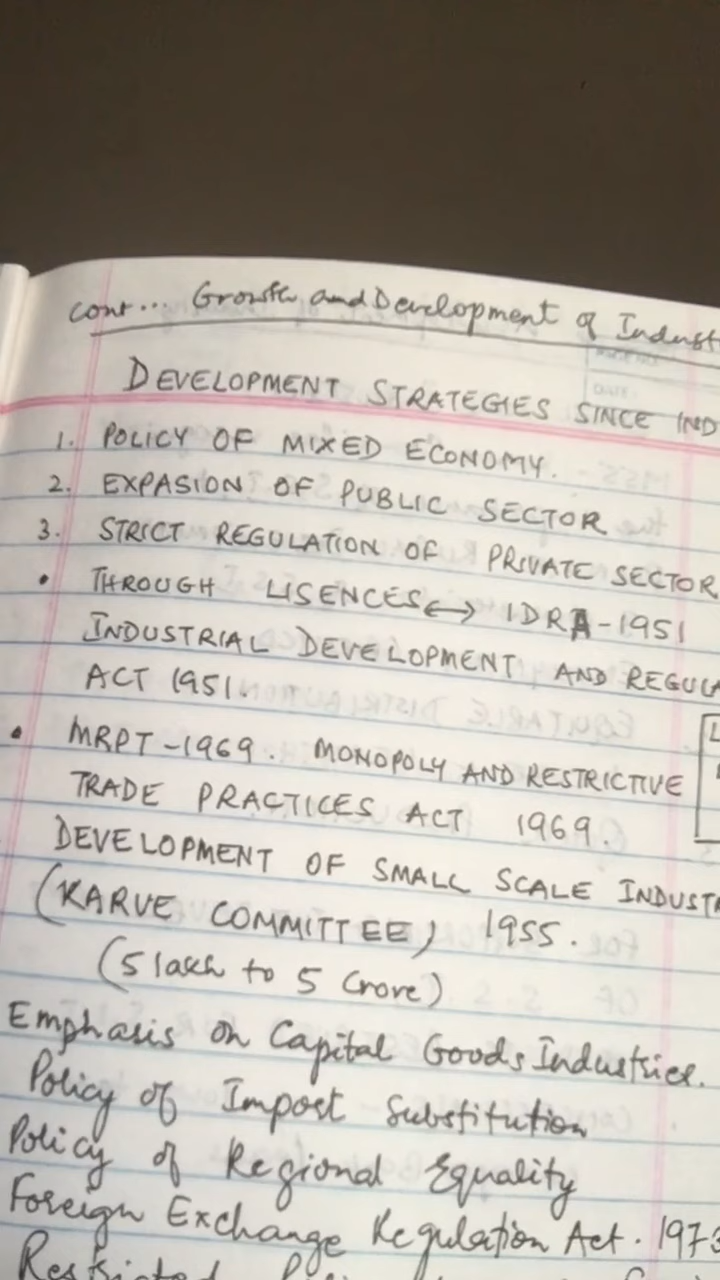 cont... Growth and Development of Indust
DEVELOPMENT STRATEGIES SINCE IND
1. POLICY OF MIXED ECONOMY.
2. EXPASION OF PUBLIC SECTOR
3. STRICT REGULATION OF PRIVATE SECTOR
• THROUGH LISENCES ↔ IDRA-1951
INDUSTRIAL DEVELOPMENT AND REGULA
ACT 1951.
• MRPT-1969. MONOPOLY AND RESTRICTIVE
TRADE PRACTICES ACT 1969.
DEVELOPMENT OF SMALL SCALE INDUSTR
(KARVE COMMITTEE) 1955.
(5 lakh to 5 Crore)
Emphasis on Capital Goods Industries.
Policy of Import Substitution
Policy of Regional Equality
Foreign Exchange Regulation Act. 1973